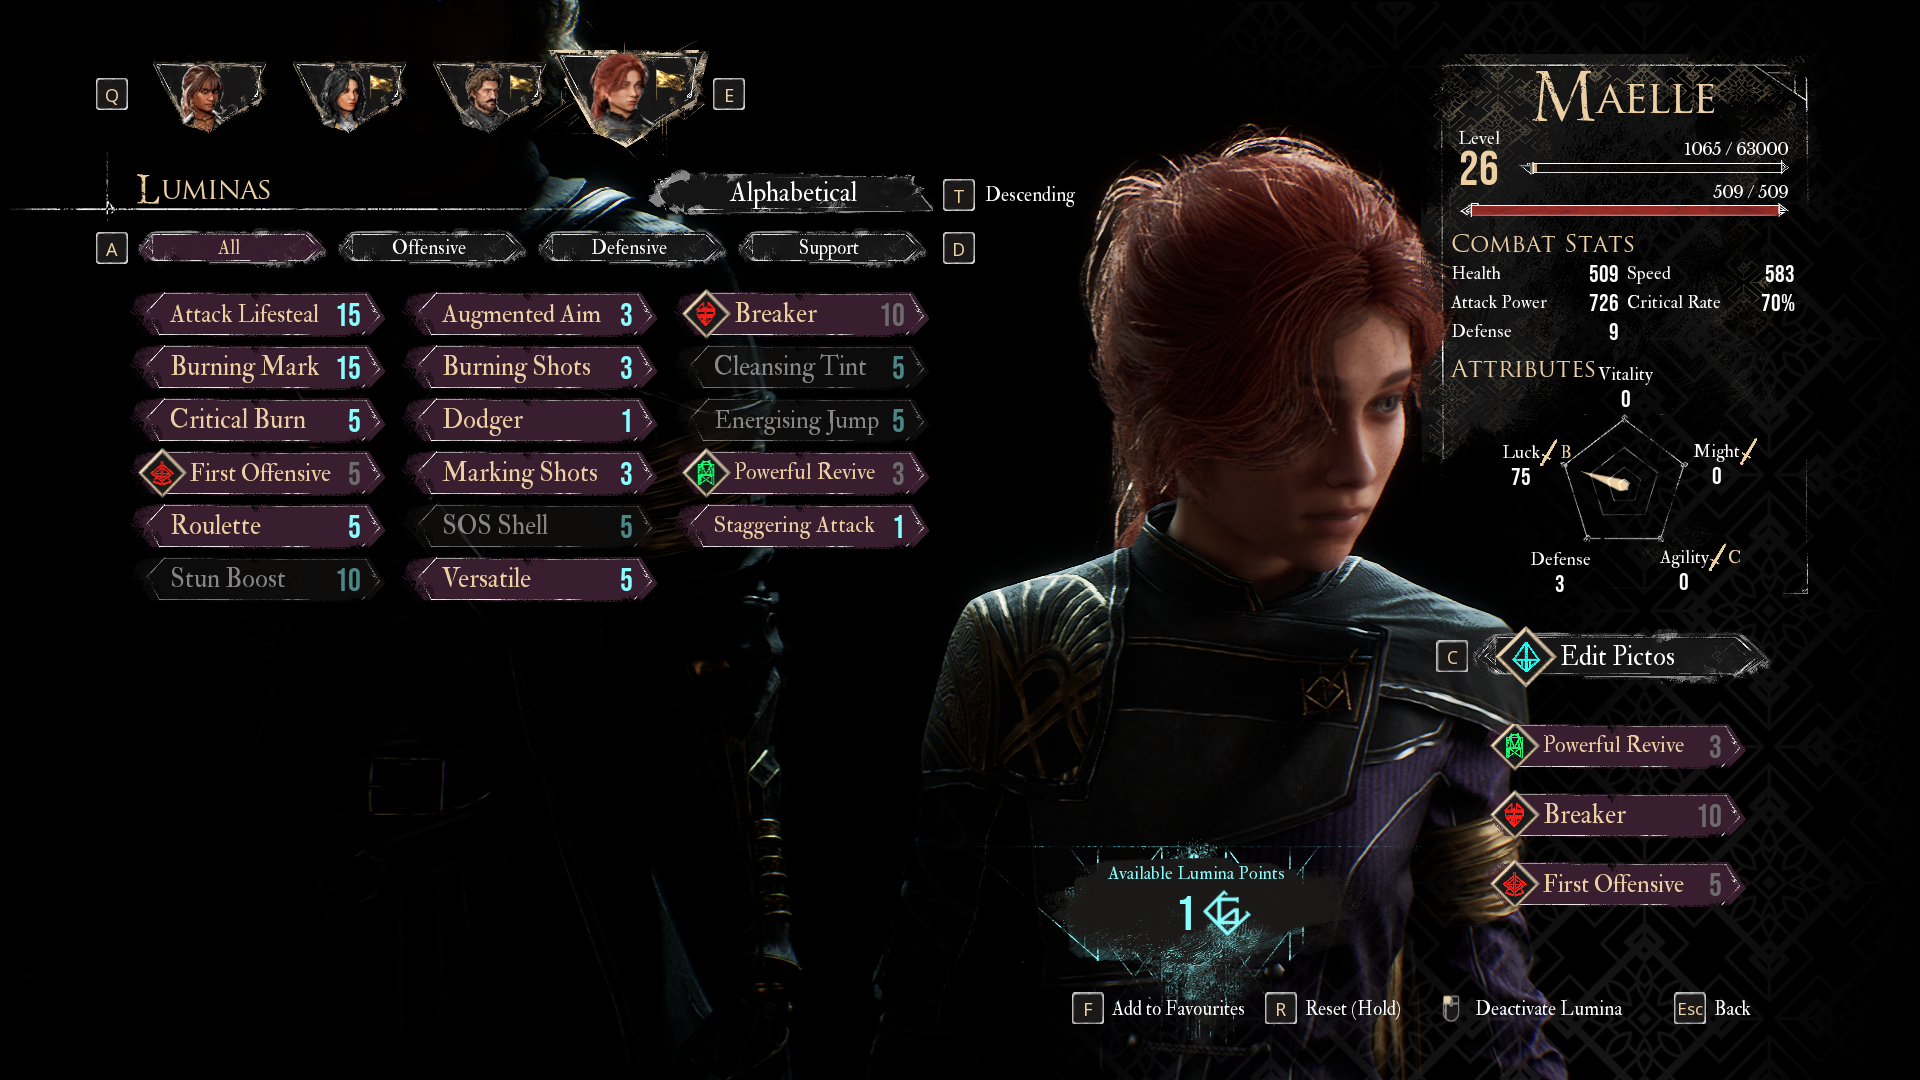 Q
E
MAELLE
Level
26
1065 / 63000
509 / 509
LUMINAS
Alphabetical
T Descending
A All Offensive Defensive Support D
COMBAT STATS
Health 509 Speed 583
Attack Power 726 Critical Rate 70%
Defense 9
Attack Lifesteal 15 Augmented Aim 3 Breaker 10
Burning Mark 15 Burning Shots 3 Cleansing Tint 5
Critical Burn 5 Dodger 1 Energising Jump 5
First Offensive 5 Marking Shots 3 Powerful Revive 3
Roulette 5 SOS Shell 5 Staggering Attack 1
Stun Boost 10 Versatile 5
ATTRIBUTES
Vitality
0
Luck B
75
Might
0
Defense
3
Agility C
0
C Edit Pictos
Powerful Revive 3
Breaker 10
First Offensive 5
Available Lumina Points
1
F Add to Favourites R Reset (Hold) Deactivate Lumina Esc Back